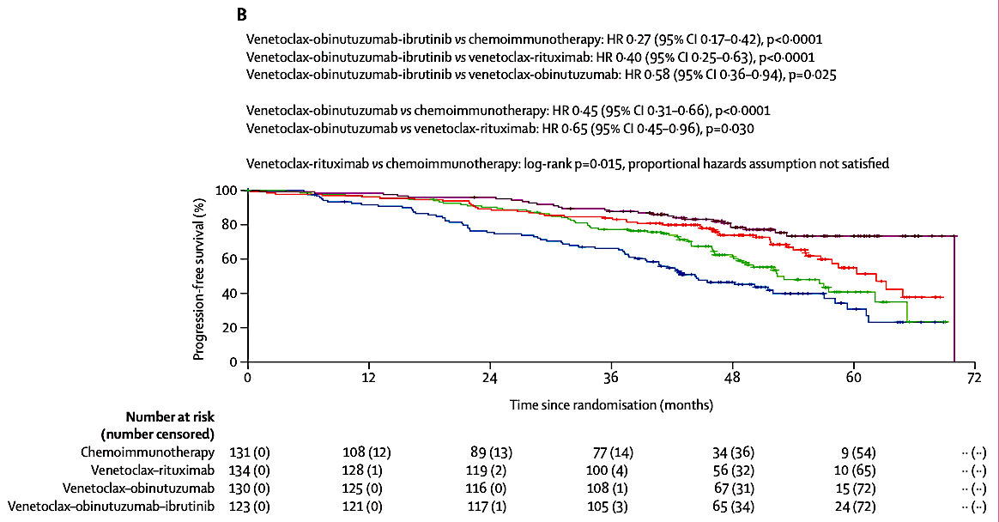 B
Venetoclax-obinutuzumab-ibrutinib vs chemoimmunotherapy: HR 0·27 (95% CI 0·17–0·42), p<0·0001
Venetoclax-obinutuzumab-ibrutinib vs venetoclax-rituximab: HR 0·40 (95% CI 0·25–0·63), p<0·0001
Venetoclax-obinutuzumab-ibrutinib vs venetoclax-obinutuzumab: HR 0·58 (95% CI 0·36–0·94), p=0·025
Venetoclax-obinutuzumab vs chemoimmunotherapy: HR 0·45 (95% CI 0·31–0·66), p<0·0001
Venetoclax-obinutuzumab vs venetoclax-rituximab: HR 0·65 (95% CI 0·45–0·96), p=0·030
Venetoclax-rituximab vs chemoimmunotherapy: log-rank p=0·015, proportional hazards assumption not satisfied
Progression-free survival (%)
100
80
60
40
20
0
0 12 24 36 48 60 72
Time since randomisation (months)
Number at risk
(number censored)
Chemoimmunotherapy 131 (0) 108 (12) 89 (13) 77 (14) 34 (36) 9 (54) ·· (··)
Venetoclax–rituximab 134 (0) 128 (1) 119 (2) 100 (4) 56 (32) 10 (65) ·· (··)
Venetoclax–obinutuzumab 130 (0) 125 (0) 116 (0) 108 (1) 67 (31) 15 (72) ·· (··)
Venetoclax–obinutuzumab–ibrutinib 123 (0) 121 (0) 117 (1) 105 (3) 65 (34) 24 (72) ·· (··)